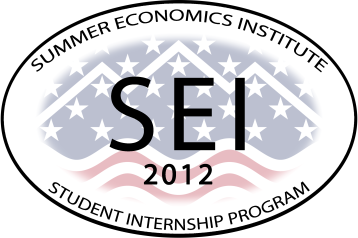 SUMMER ECONOMICS INSTITUTE
SEI
2012
STUDENT INTERNSHIP PROGRAM